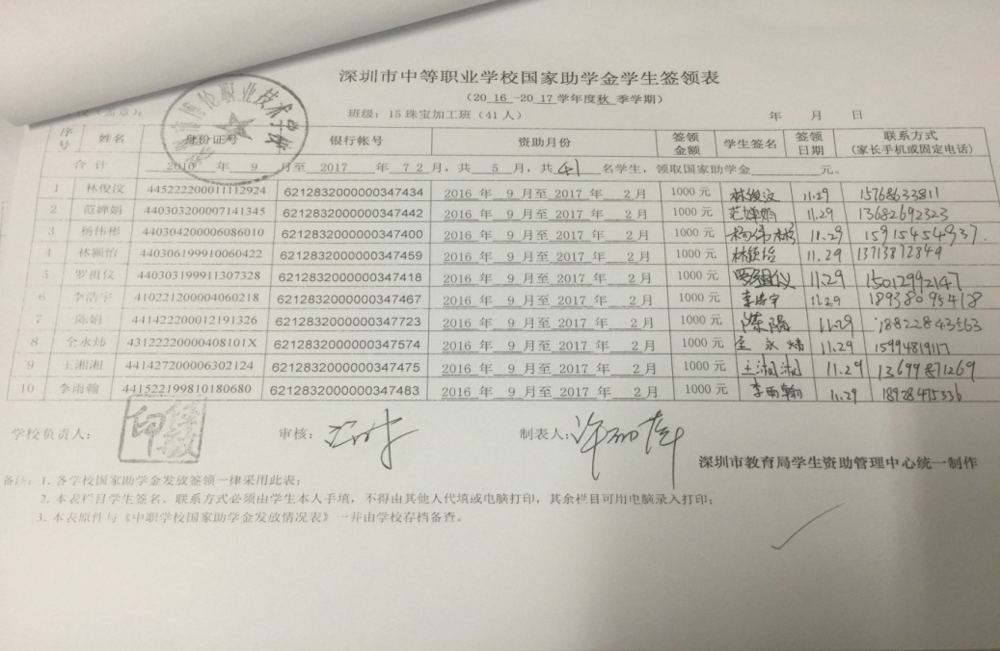 深圳市中等职业学校国家助学金学生签领表
（20 16 -20 17 学年度秋 季学期）
班级：15 珠宝加工班（41 人） 年 月 日
序号 姓名 身份证号 银行帐号 资助月份 签领金额 学生签名 签领日期 联系方式（家长手机或固定电话）
合计 2016 年 9 月至 2017 年 7 2 月，共 5 月，共 41 名学生，领取国家助学金 元。
1 林俊汶 445222200011112924 6212832000000347434 2016 年 9 月至 2017 年 2 月 1000 元 林俊汶 11.29 15768633811
2 范婵娟 440303200007141345 6212832000000347442 2016 年 9 月至 2017 年 2 月 1000 元 范婵娟 11.29 13682692323
3 杨伟彬 440304200006086010 6212832000000347400 2016 年 9 月至 2017 年 2 月 1000 元 杨伟彬 11.29 15915454937
4 林颖怡 440306199910060422 6212832000000347459 2016 年 9 月至 2017 年 2 月 1000 元 11.29 13713872849
5 罗祖仪 440303199911307328 6212832000000347418 2016 年 9 月至 2017 年 2 月 1000 元 罗祖仪 11.29 15012992147
6 李浩宇 410221200004060218 6212832000000347467 2016 年 9 月至 2017 年 2 月 1000 元 李浩宇 11.29 18938095418
7 陈娟 441422200012191326 6212832000000347723 2016 年 9 月至 2017 年 2 月 1000 元 陈娟 11.29 18822843563
8 全永炜 43122220000408101X 6212832000000347574 2016 年 9 月至 2017 年 2 月 1000 元 全永炜 11.29 15994819117
9 王湘湘 441427200006302124 6212832000000347475 2016 年 9 月至 2017 年 2 月 1000 元 王湘湘 11.29 13699871269
10 李雨翰 441522199810180680 6212832000000347483 2016 年 9 月至 2017 年 2 月 1000 元 李雨翰 11.29 18928475336
学校负责人： 审核： 制表人：
深圳市教育局学生资助管理中心统一制作
备注：1. 各学校国家助学金发放签领一律采用此表；
2. 本表栏目学生签名、联系方式必须由学生本人手填，不得由其他人代填或电脑打印，其余栏目可用电脑录入打印；
3. 本表原件与《中职学校国家助学金发放情况表》一并由学校存档备查。